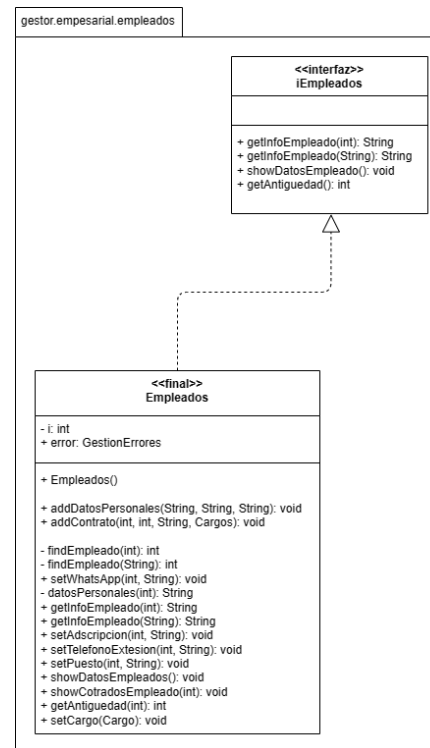 gestor.empesarial.empleados
<<interfaz>>
iEmpleados
+ getInfoEmpleado(int): String
+ getInfoEmpleado(String): String
+ showDatosEmpleado(): void
+ getAntiguedad(): int
<<final>>
Empleados
- i: int
+ error: GestionErrores
+ Empleados()
+ addDatosPersonales(String, String, String): void
+ addContrato(int, int, String, Cargos): void
- findEmpleado(int): int
- findEmpleado(String): int
+ setWhatsApp(int, String): void
- datosPersonales(int): String
+ getInfoEmpleado(int): String
+ getInfoEmpleado(String): String
+ setAdscripcion(int, String): void
+ setTelefonoExtesion(int, String): void
+ setPuesto(int, String): void
+ showDatosEmpleados(): void
+ showCotradosEmpleado(int): void
+ getAntiguedad(int): int
+ setCargo(Cargo): void